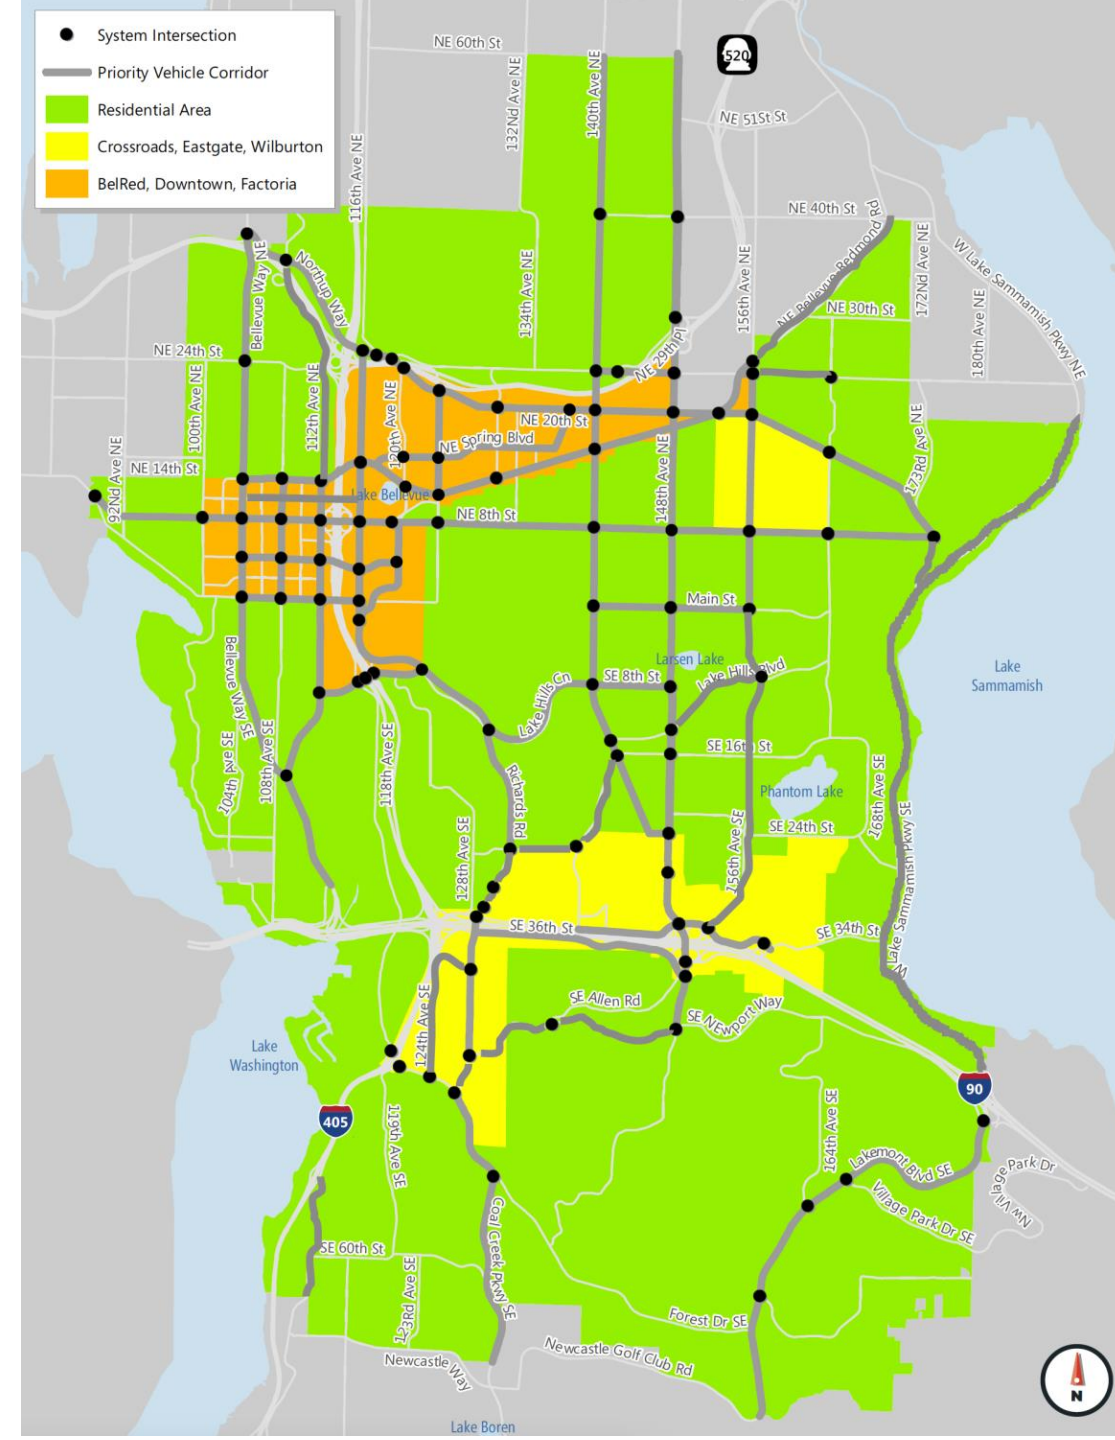 System Intersection
Priority Vehicle Corridor
Residential Area
Crossroads, Eastgate, Wilburton
BelRed, Downtown, Factoria
NE 60th St
520
132Nd Ave NE
140th Ave NE
NE 51St St
116th Ave NE
NE 40th St
NE Bellevue-Redmond Rd
172Nd Ave NE
W Lake Sammamish Pkwy NE
Bellevue Way NE
Northup Way
134th Ave NE
156th Ave NE
NE 30th St
180th Ave NE
NE 24th St
NE 29th Pl
100th Ave NE
112th Ave NE
120th Ave NE
NE 20th St
NE Spring Blvd
148th Ave NE
173Rd Ave NE
92Nd Ave NE
NE 14th St
Lake Bellevue
NE 8th St
Main St
Larsen Lake
Lake Hills Blvd
SE 8th St
Lake Hills Cn
Lake
Sammamish
Bellevue Way SE
104th Ave SE
108th Ave SE
118th Ave SE
SE 16th St
Phantom Lake
Richards Rd
168th Ave SE
SE 24th St
128th Ave SE
156th Ave SE
W Lake Sammamish Pkwy SE
SE 36th St
SE 34th St
SE Allen Rd
SE NEwport Way
124th Ave SE
Lake
Washington
90
405
119th Ave SE
164th Ave SE
Lakemont Blvd SE
NW Village Park Dr
Village Park Dr SE
Coal Creek Pkwy SE
SE 60th St
123Rd Ave SE
Forest Dr SE
Newcastle Way
Newcastle Golf Club Rd
N
Lake Boren